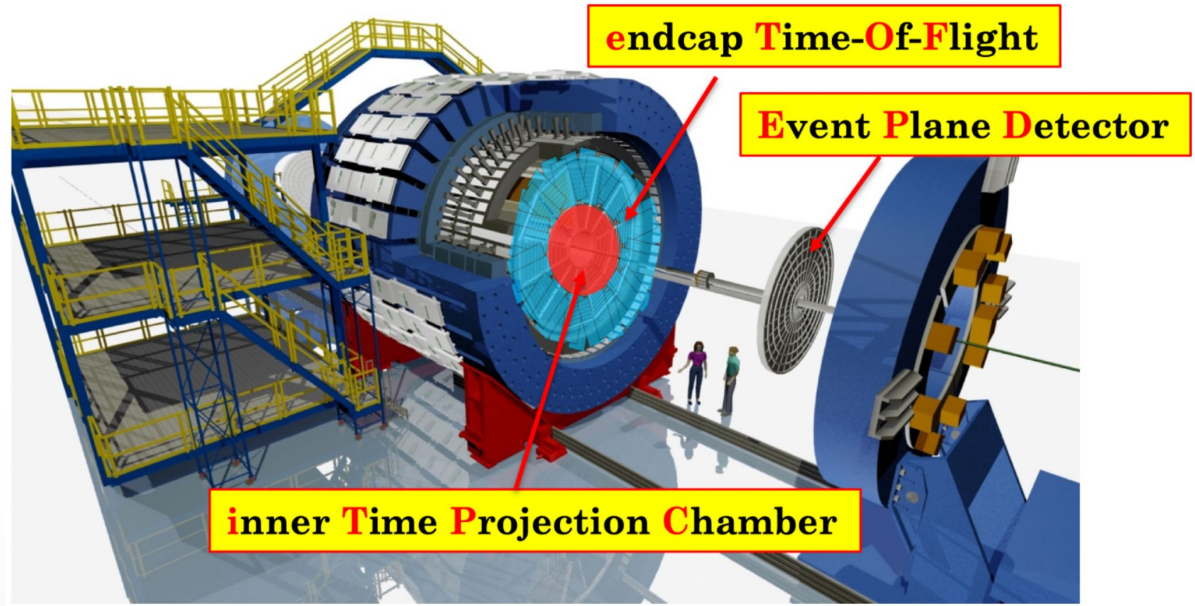 endcap Time-Of-Flight
Event Plane Detector
inner Time Projection Chamber